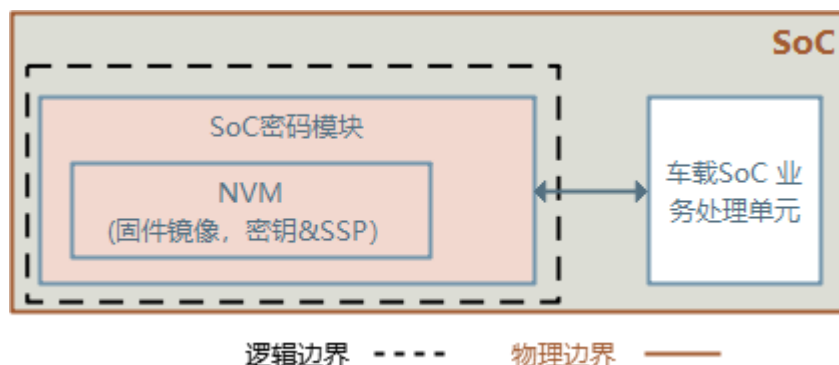 SoC
SoC密码模块
NVM
(固件镜像，密钥&SSP)
车载SoC 业
务处理单元
逻辑边界
物理边界